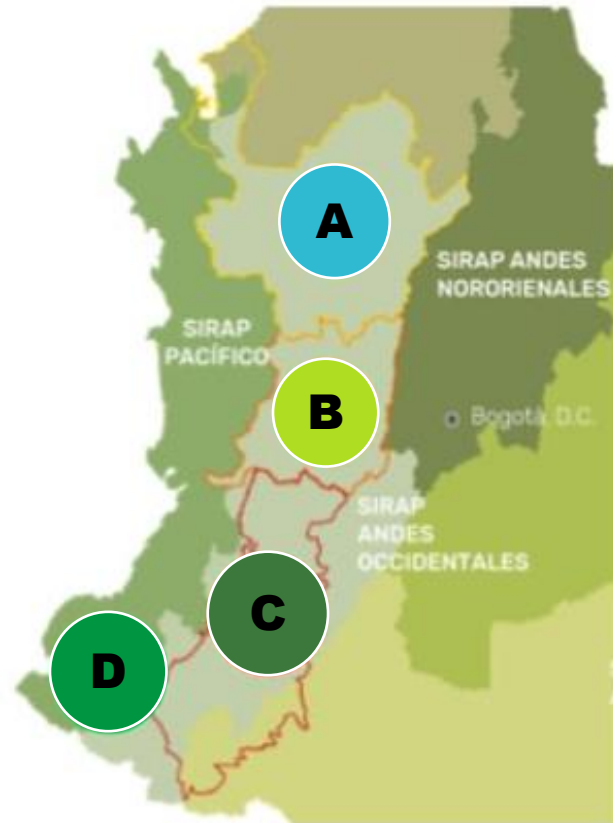 A
SIRAP ANDES
NORORIENALES
SIRAP
PACÍFICO
B
Bogotá, D.C.
SIRAP
ANDES
OCCIDENTALES
C
D